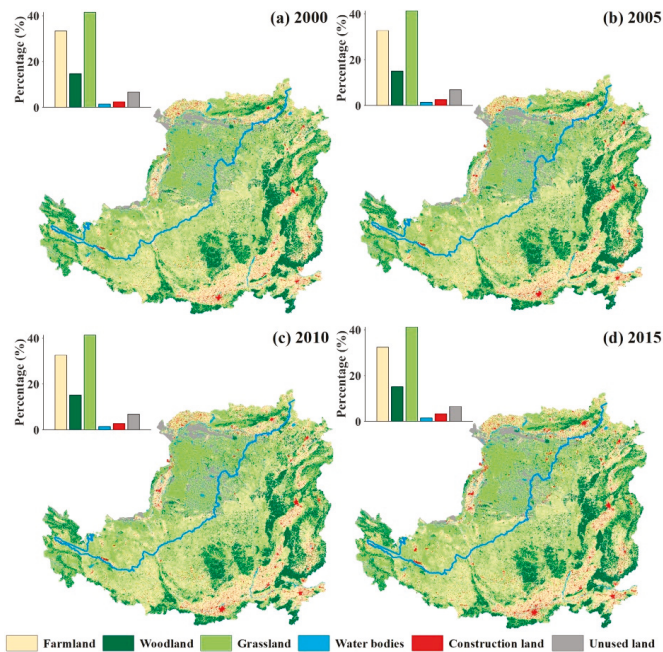 (a) 2000
Percentage (%)
40
20
0
(b) 2005
Percentage (%)
40
20
0
(c) 2010
Percentage (%)
40
20
0
(d) 2015
Percentage (%)
40
20
0
Farmland Woodland Grassland Water bodies Construction land Unused land